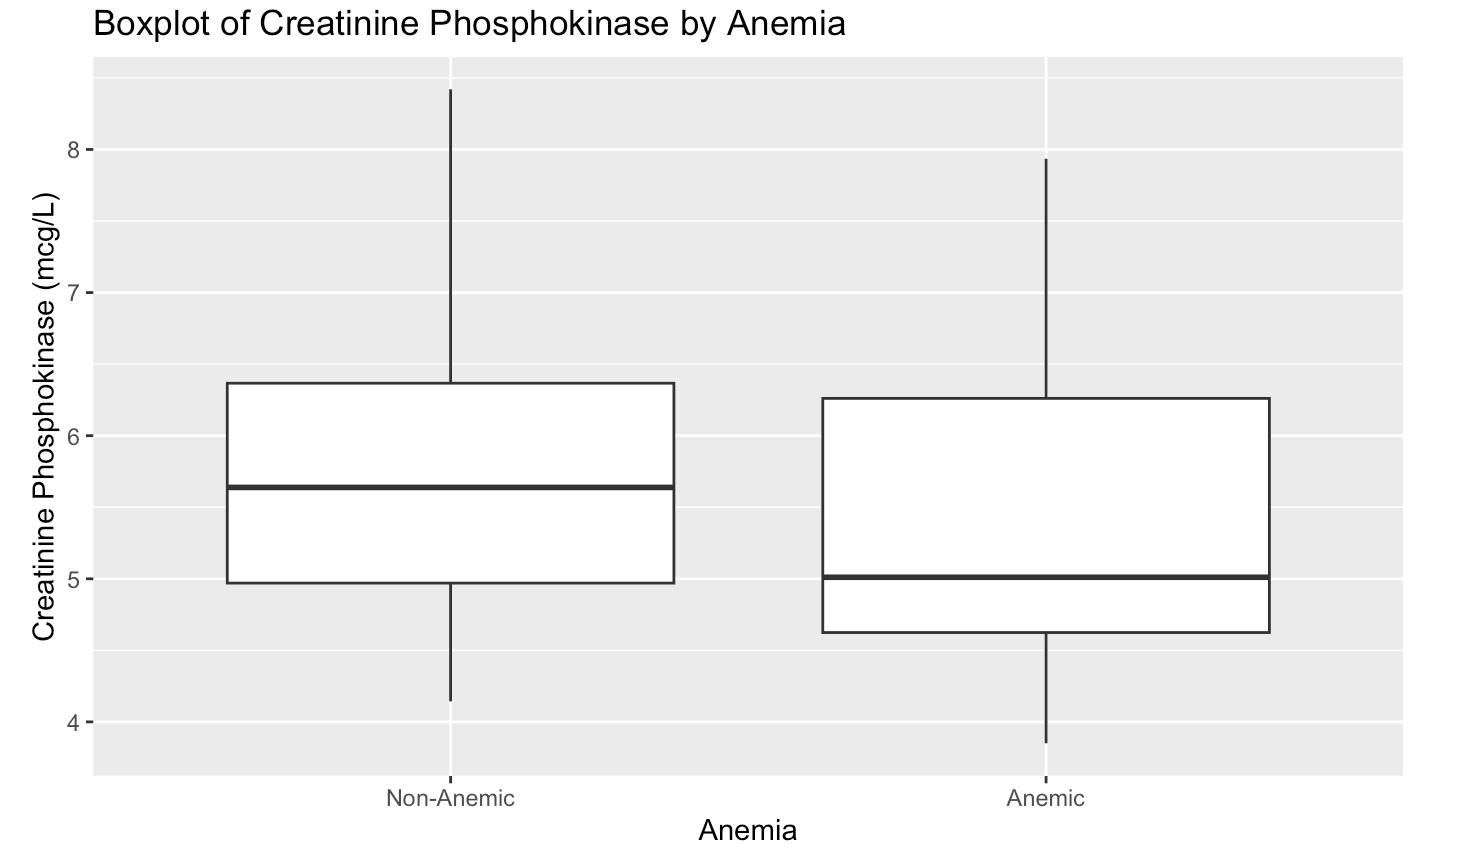 Boxplot of Creatinine Phosphokinase by Anemia
Creatinine Phosphokinase (mcg/L)
8
7
6
5
4
Non-Anemic
Anemic
Anemia